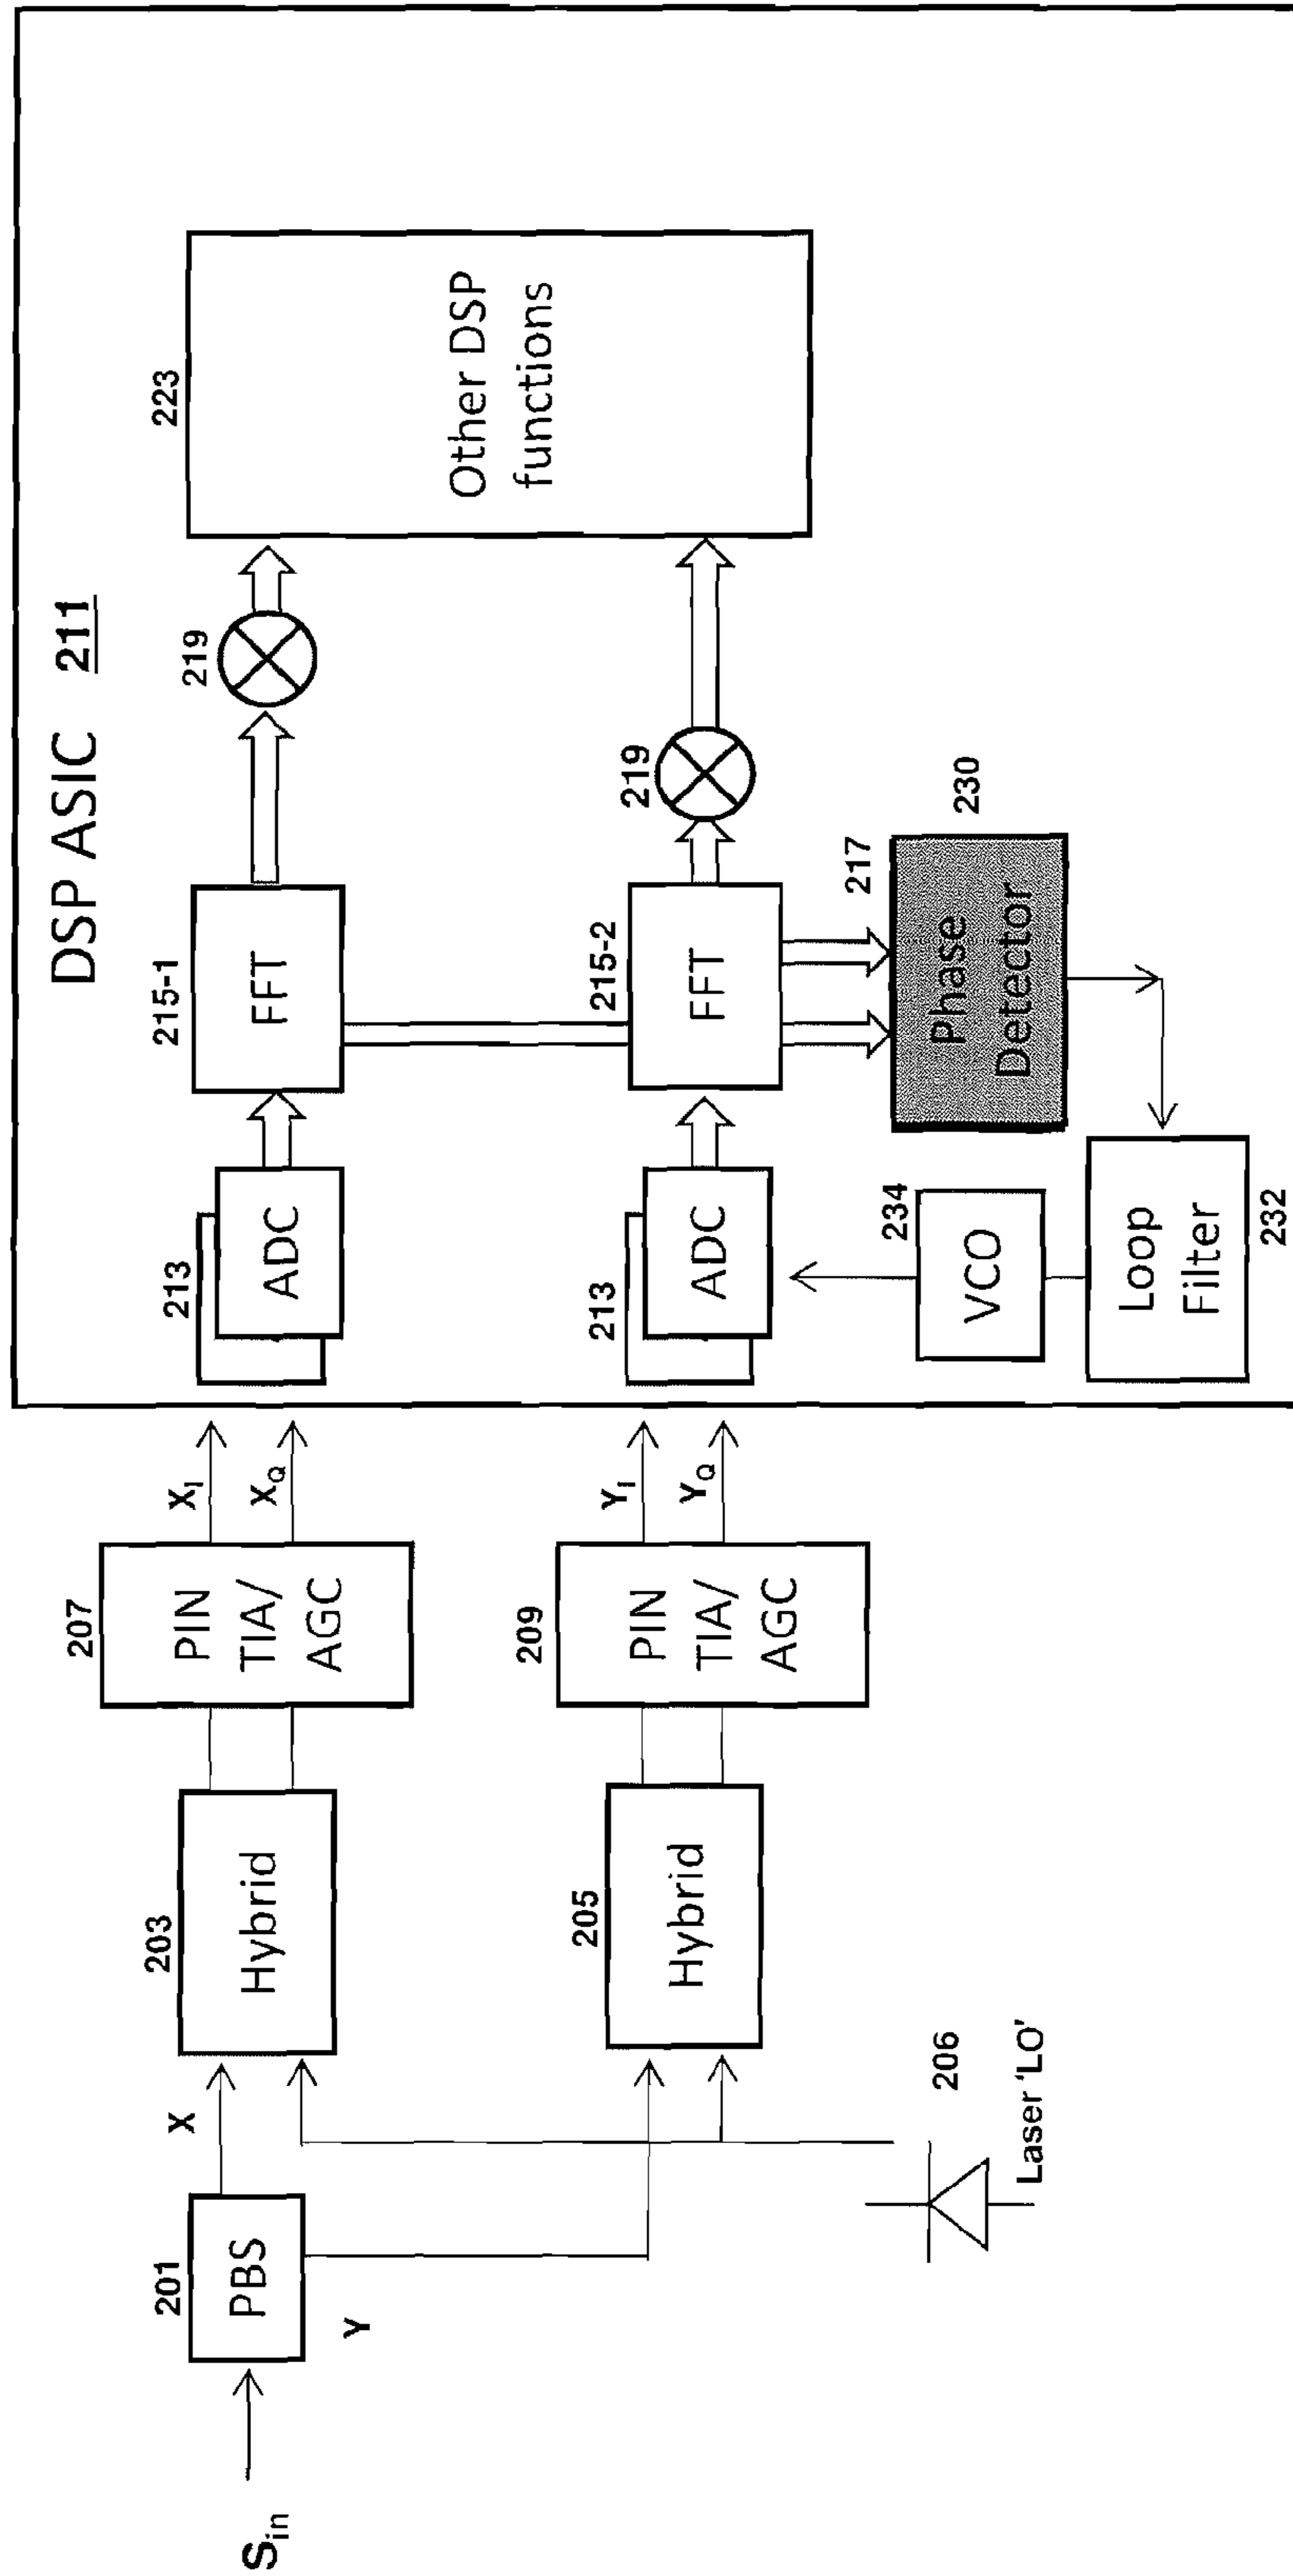 DSP ASIC 211
S_in
201
PBS
X
Y
203
Hybrid
205
Hybrid
206
Laser 'LO'
207
PIN
TIA/
AGC
209
PIN
TIA/
AGC
X_I
X_Q
Y_I
Y_Q
213
ADC
213
ADC
215-1
FFT
215-2
FFT
219
219
217
Phase
Detector
230
234
VCO
Loop
Filter
232
223
Other DSP
functions